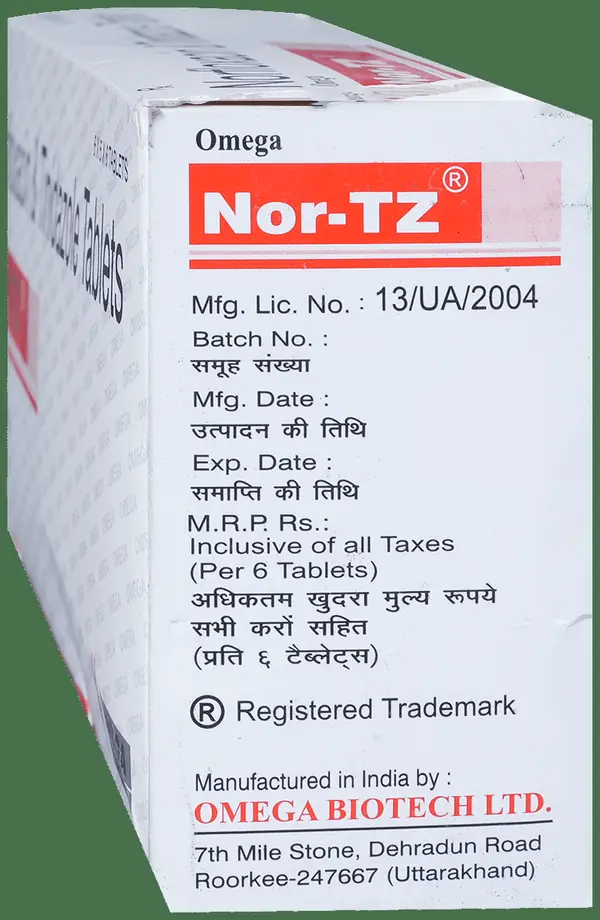 Omega
Nor-TZ®
Mfg. Lic. No. : 13/UA/2004
Batch No. :
समूह संख्या
Mfg. Date :
उत्पादन की तिथि
Exp. Date :
समाप्ति की तिथि
M.R.P. Rs.:
Inclusive of all Taxes
(Per 6 Tablets)
अधिकतम खुदरा मुल्य रूपये
सभी करों सहित
(प्रति ६ टैब्लेट्स)
® Registered Trademark
Manufactured in India by :
OMEGA BIOTECH LTD.
7th Mile Stone, Dehradun Road
Roorkee-247667 (Uttarakhand)
Tablets
TABLETS
OMEGA